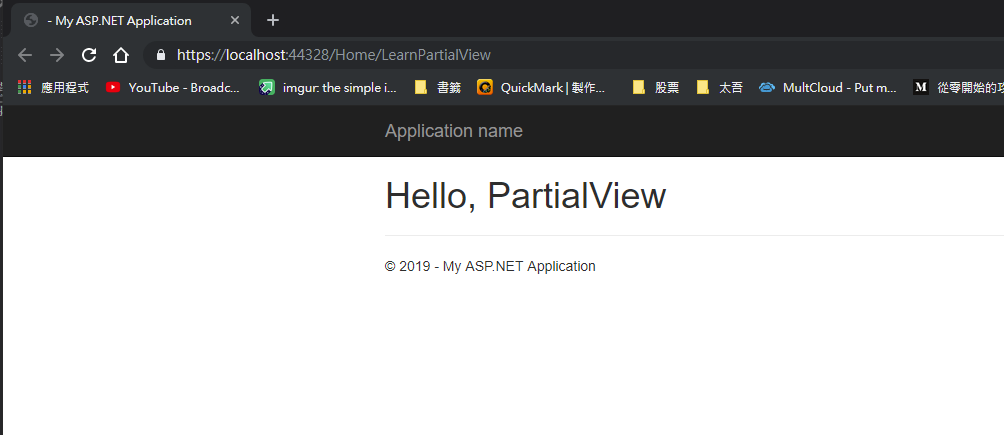 - My ASP.NET Application
https://localhost:44328/Home/LearnPartialView
應用程式 YouTube - Broadc... imgur: the simple i... 書籤 QuickMark | 製作... 股票 太吾 MultCloud - Put m... M 從零開始的攻
Application name
Hello, PartialView
© 2019 - My ASP.NET Application